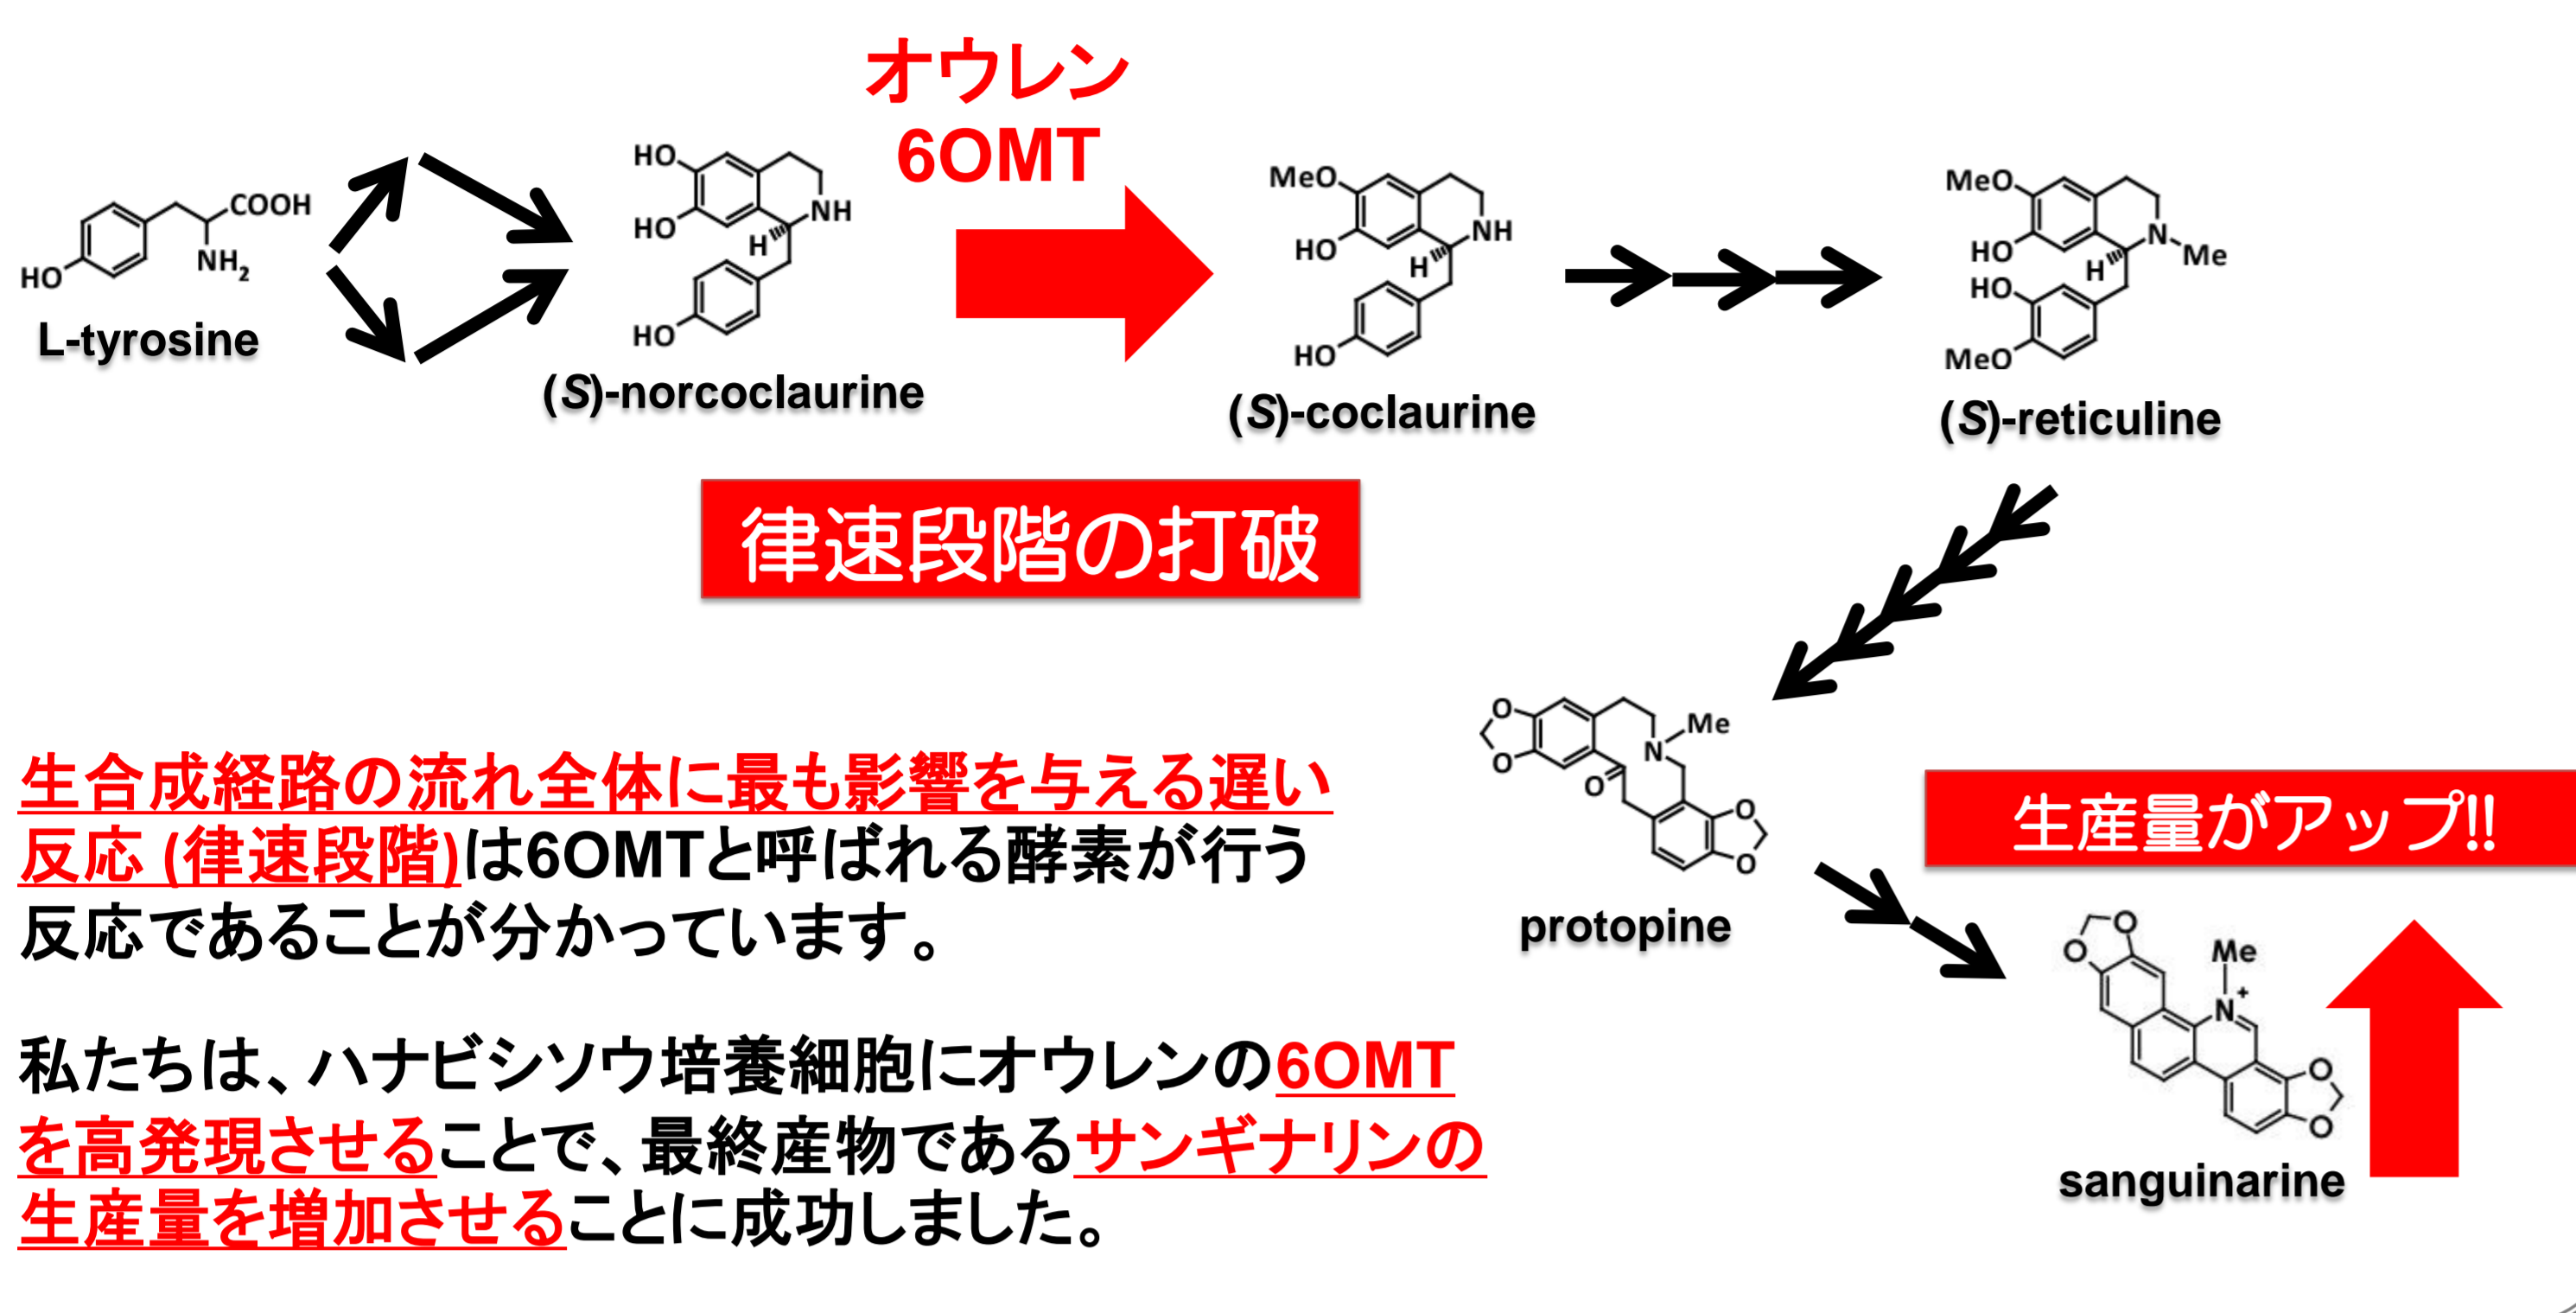 オウレン
6OMT
HO
HO
NH
H
HO
(S)-norcoclaurine
COOH
NH2
HO
L-tyrosine
MeO
HO
NH
H
HO
(S)-coclaurine
MeO
HO
N
Me
H
HO
MeO
(S)-reticuline
律速段階の打破
生合成経路の流れ全体に最も影響を与える遅い
反応 (律速段階)は6OMTと呼ばれる酵素が行う
反応であることが分かっています。
私たちは、ハナビシソウ培養細胞にオウレンの6OMT
を高発現させることで、最終産物であるサンギナリンの
生産量を増加させることに成功しました。
O
O
Me
N
O
O
O
protopine
生産量がアップ!!
O
O
Me
N+
O
O
sanguinarine